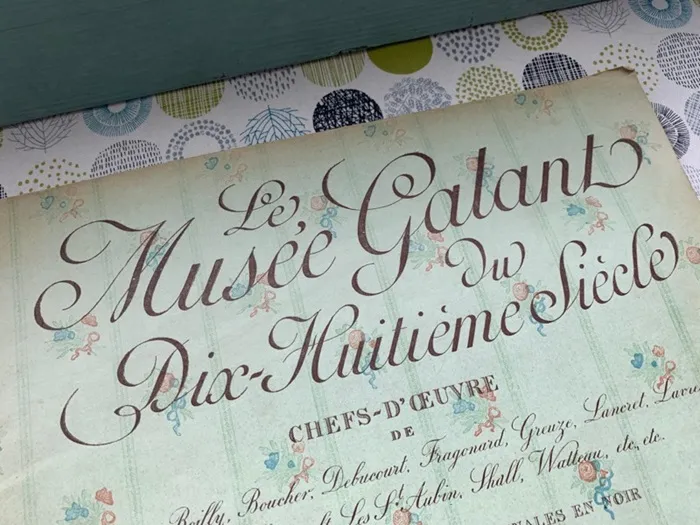 Le
Musée Galant
du
Dix-Huitième Siècle
CHEFS-D'ŒUVRE
DE
Boilly, Boucher, Debucourt, Fragonard, Greuze, Lancret,
Les St Aubin, Shall, Watteau, etc, etc.
EN NOIR